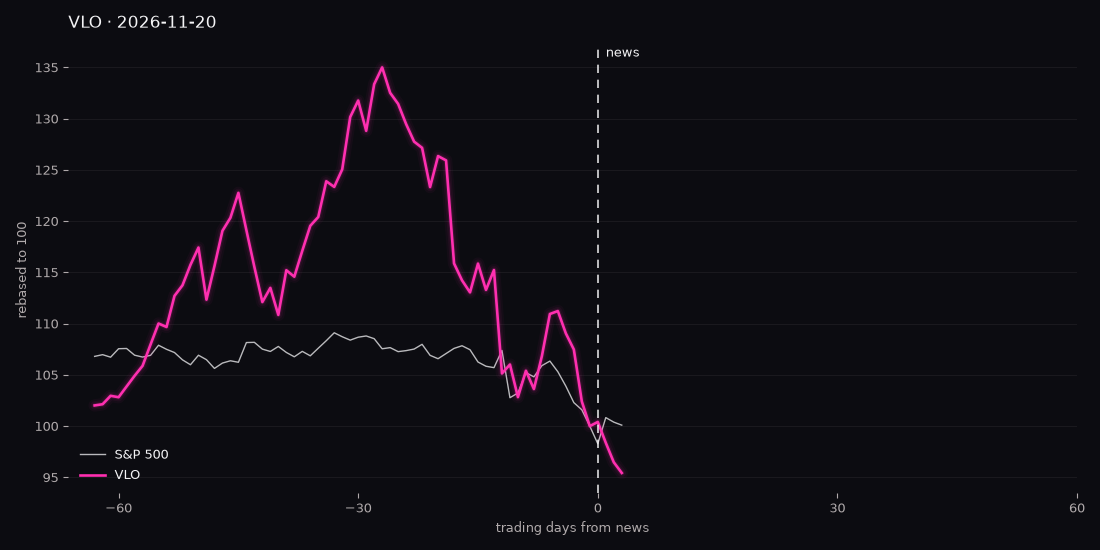 VLO · 2026-11-20
news
135
130
125
120
115
110
105
100
95
rebased to 100
S&P 500
VLO
−60
−30
0
30
60
trading days from news